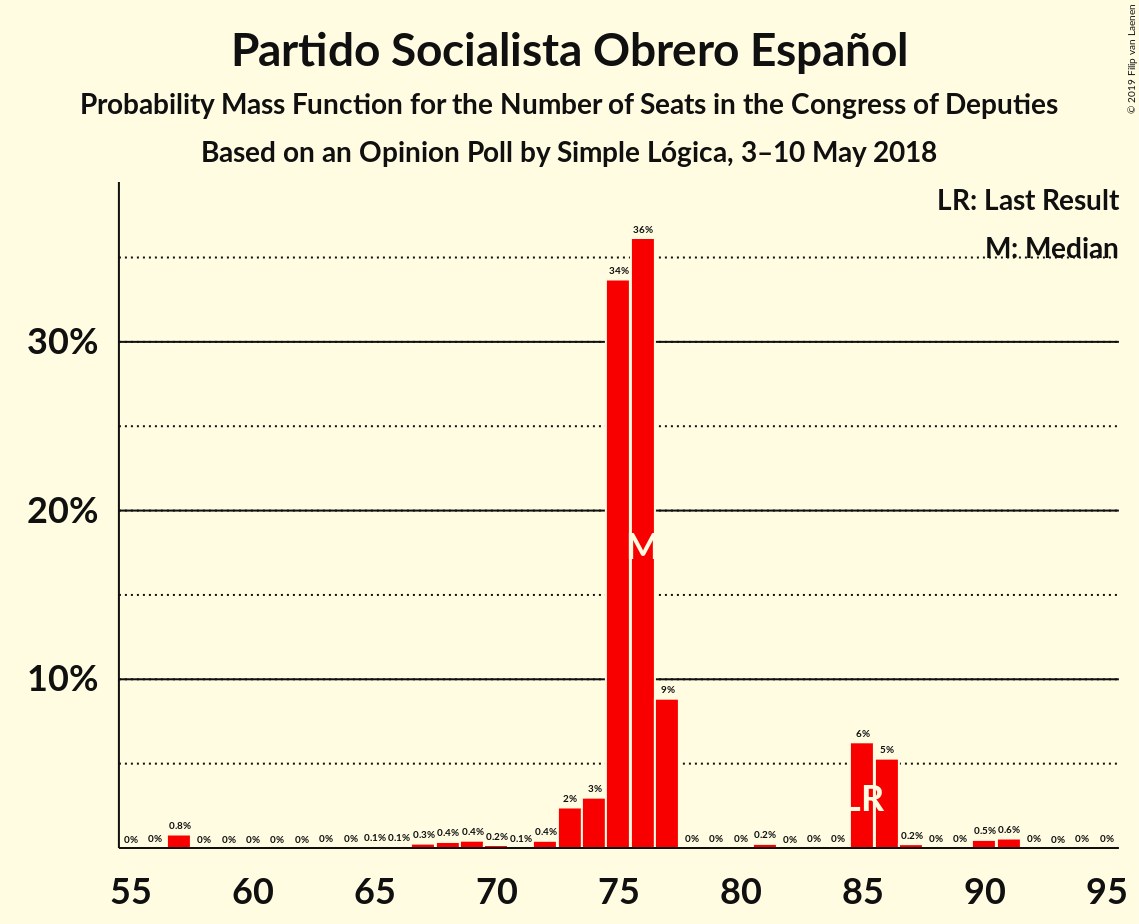 © 2019 Filip van Laenen
Partido Socialista Obrero Español
Probability Mass Function for the Number of Seats in the Congress of Deputies
Based on an Opinion Poll by Simple Lógica, 3–10 May 2018
LR: Last Result
M: Median
30%
20%
10%
0% 0% 0.8% 0% 0% 0% 0% 0% 0% 0% 0.1% 0.1% 0.3% 0.4% 0.4% 0.2% 0.1% 0.4% 2% 3% 34% 36% 9% 0% 0% 0% 0.2% 0% 0% 0% 6% 5% 0.2% 0% 0% 0.5% 0.6% 0% 0% 0% 0%
M
LR
55 60 65 70 75 80 85 90 95